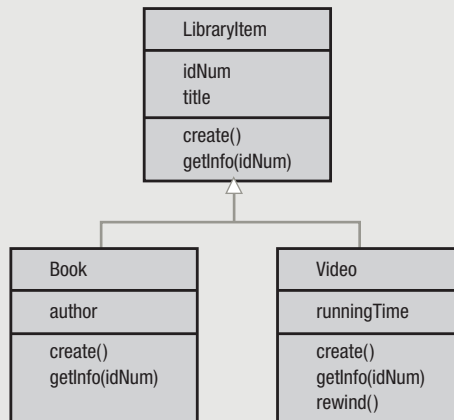 LibraryItem
idNum
title
create()
getInfo(idNum)
Book
author
create()
getInfo(idNum)
Video
runningTime
create()
getInfo(idNum)
rewind()